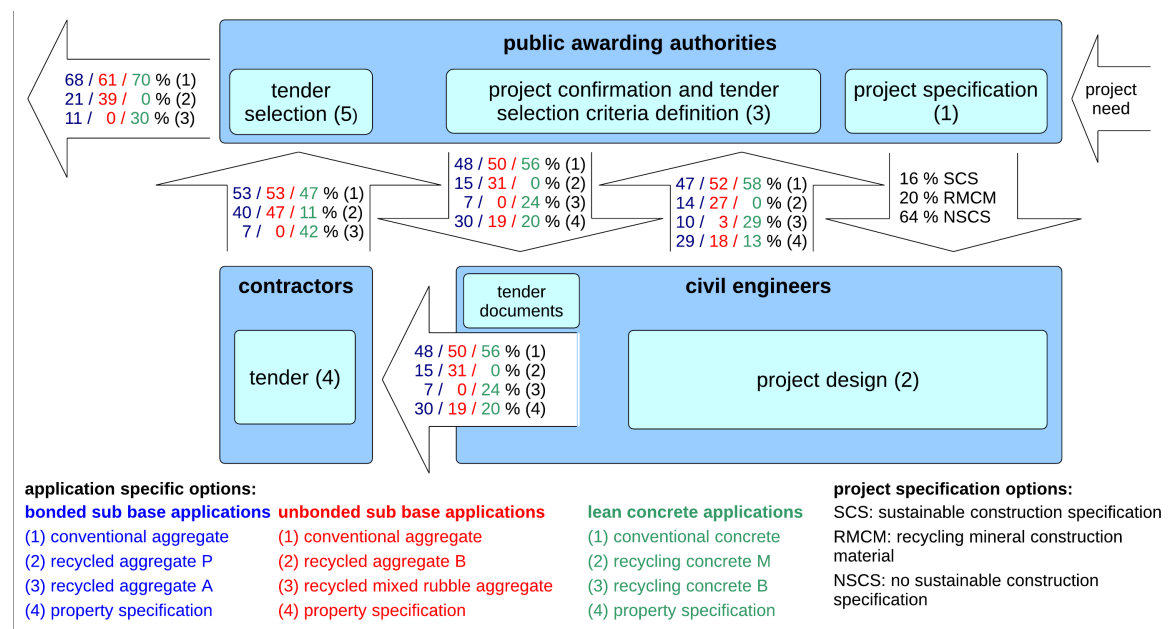 public awarding authorities
68 / 61 / 70 % (1)
21 / 39 /   0 % (2)
11 /   0 / 30 % (3)
tender
selection (5)
project confirmation and tender
selection criteria definition (3)
project specification
(1)
project
need
53 / 53 / 47 % (1)
40 / 47 / 11 % (2)
7 /   0 / 42 % (3)
48 / 50 / 56 % (1)
15 / 31 /   0 % (2)
7 /   0 / 24 % (3)
30 / 19 / 20 % (4)
47 / 52 / 58 % (1)
14 / 27 /   0 % (2)
10 /   3 / 29 % (3)
29 / 18 / 13 % (4)
16 % SCS
20 % RMCM
64 % NSCS
contractors
tender (4)
tender
documents
civil engineers
48 / 50 / 56 % (1)
15 / 31 /   0 % (2)
7 /   0 / 24 % (3)
30 / 19 / 20 % (4)
project design (2)
application specific options:
bonded sub base applications
(1) conventional aggregate
(2) recycled aggregate P
(3) recycled aggregate A
(4) property specification
unbonded sub base applications
(1) conventional aggregate
(2) recycled aggregate B
(3) recycled mixed rubble aggregate
(4) property specification
lean concrete applications
(1) conventional concrete
(2) recycling concrete M
(3) recycling concrete B
(4) property specification
project specification options:
SCS: sustainable construction specification
RMCM: recycling mineral construction
material
NSCS: no sustainable construction
specification